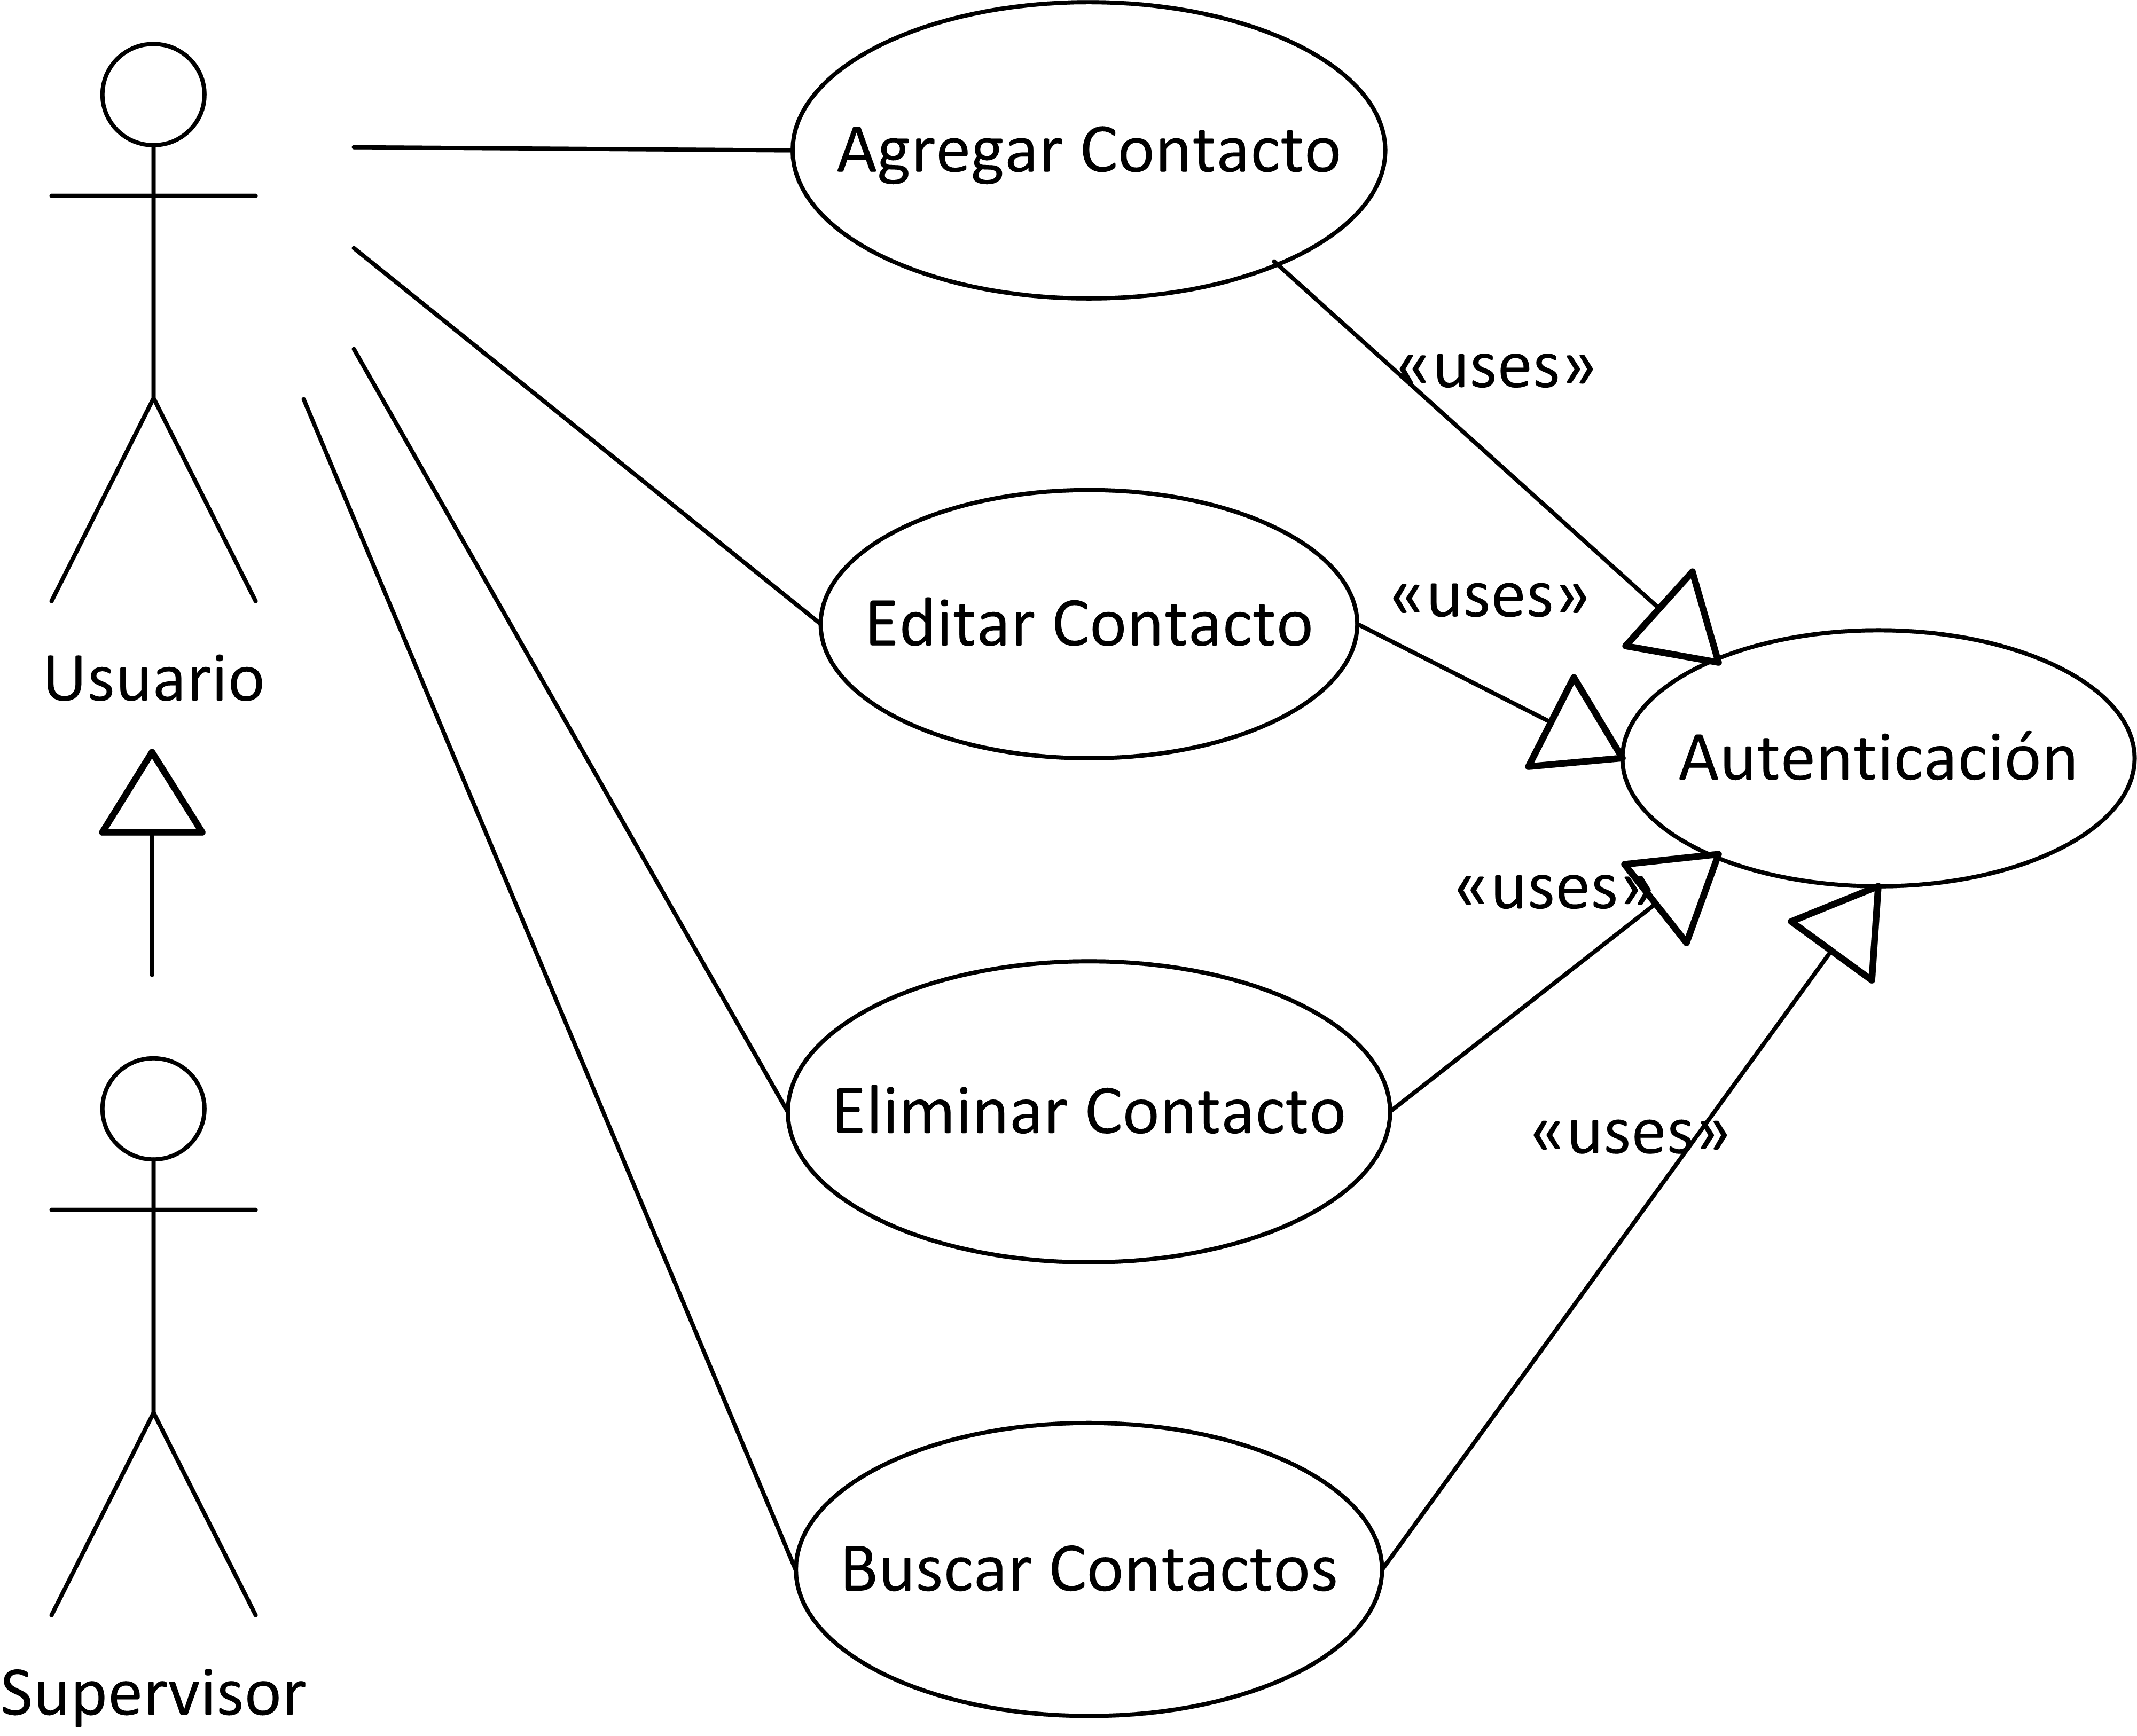 Agregar Contacto
«uses»
Editar Contacto
«uses»
Usuario
Autenticación
«uses»
Eliminar Contacto
«uses»
Buscar Contactos
Supervisor